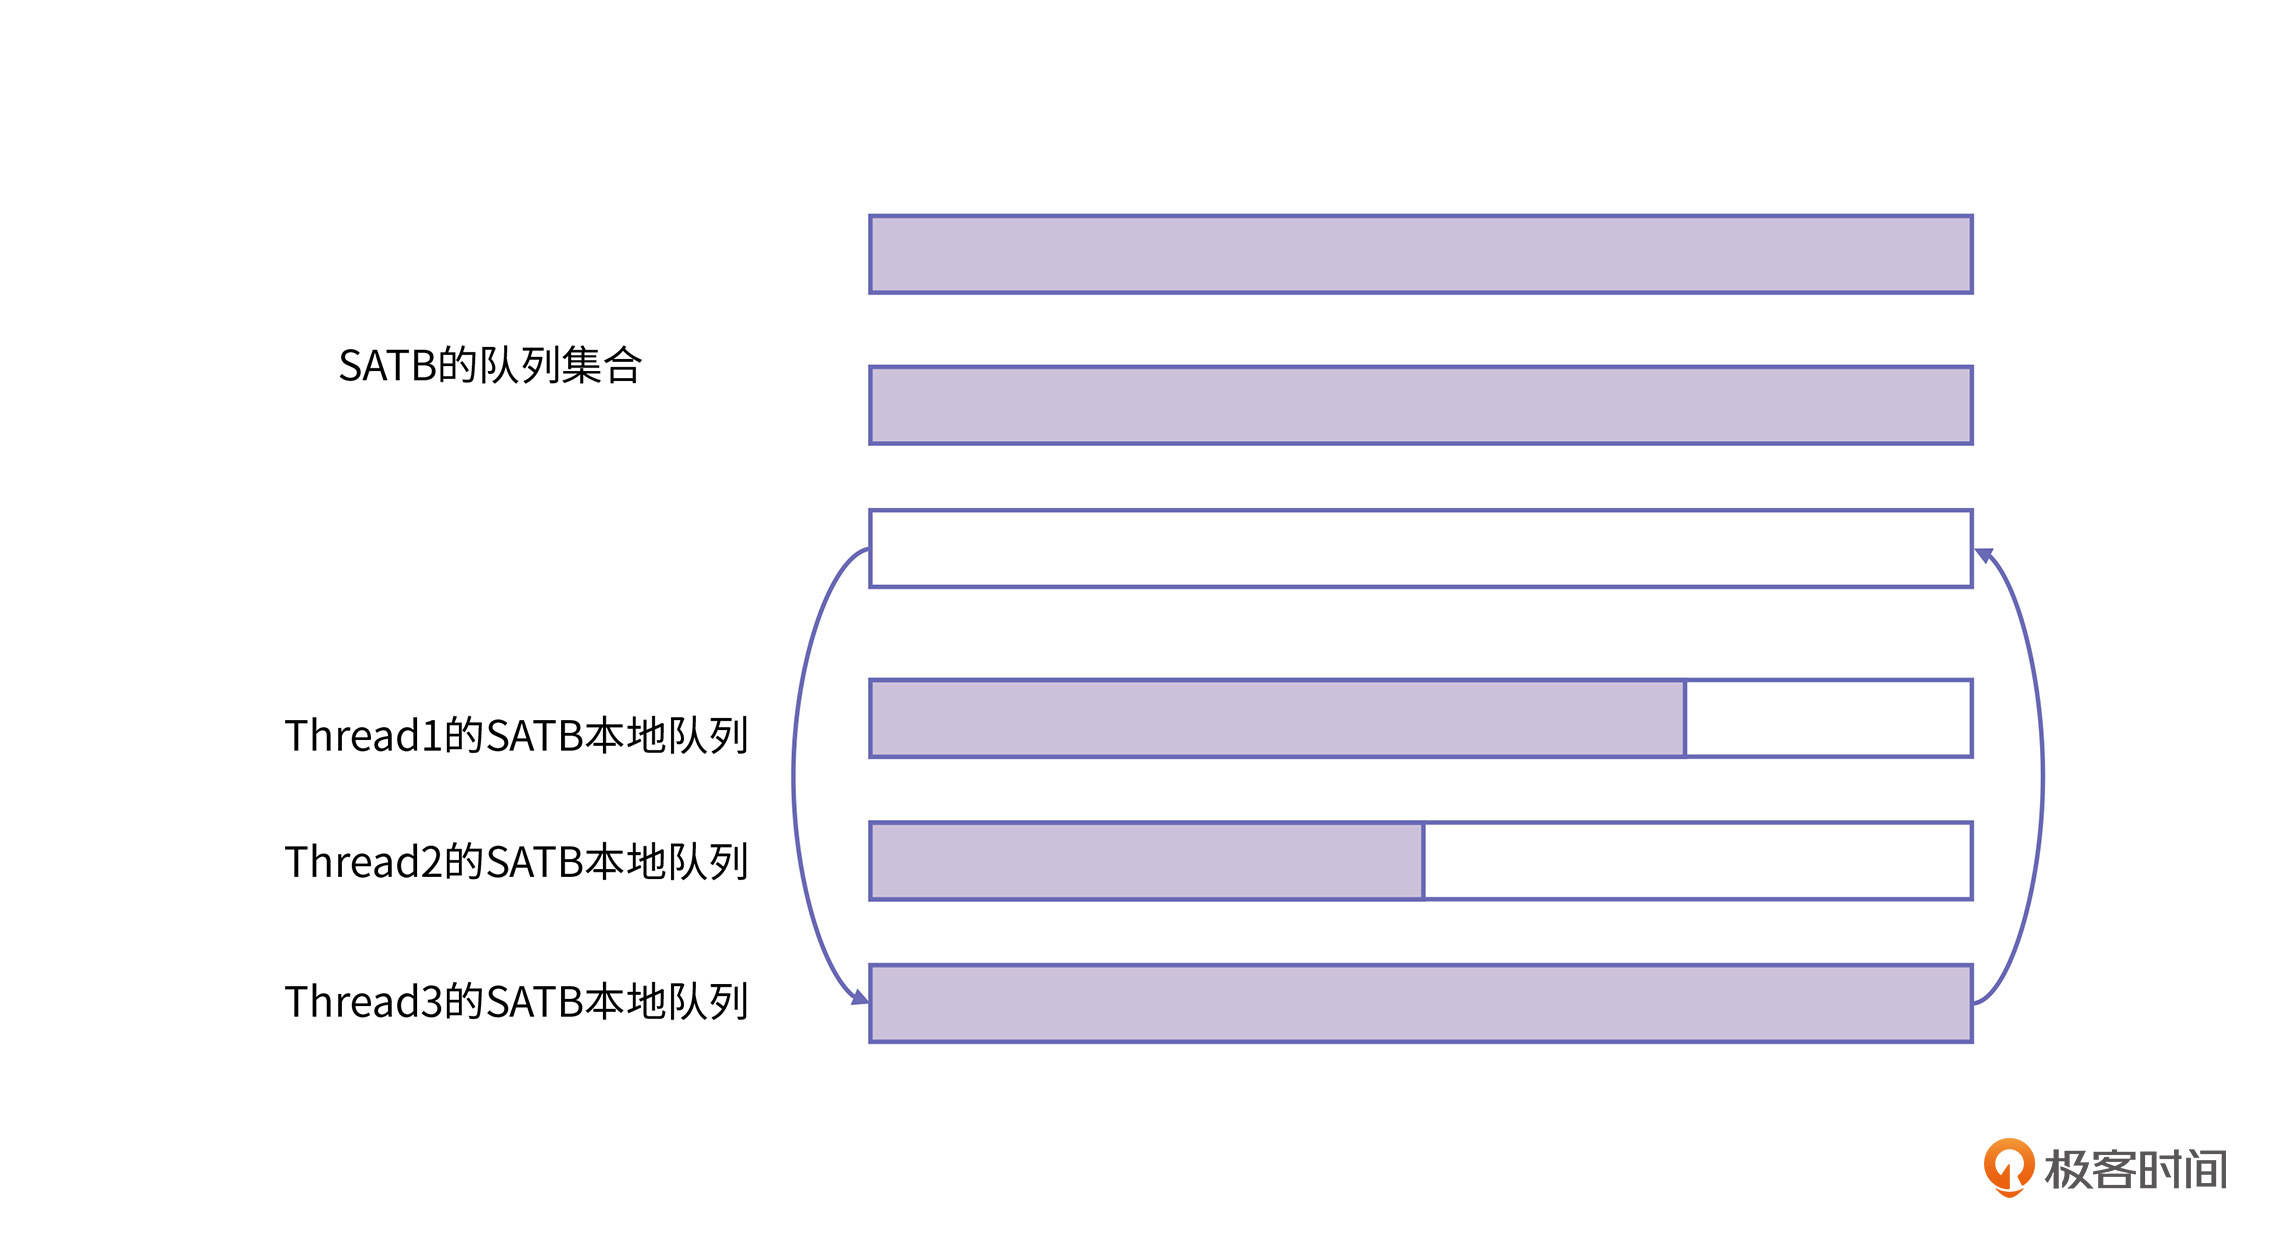 SATB的队列集合
Thread1的SATB本地队列
Thread2的SATB本地队列
Thread3的SATB本地队列
极客时间